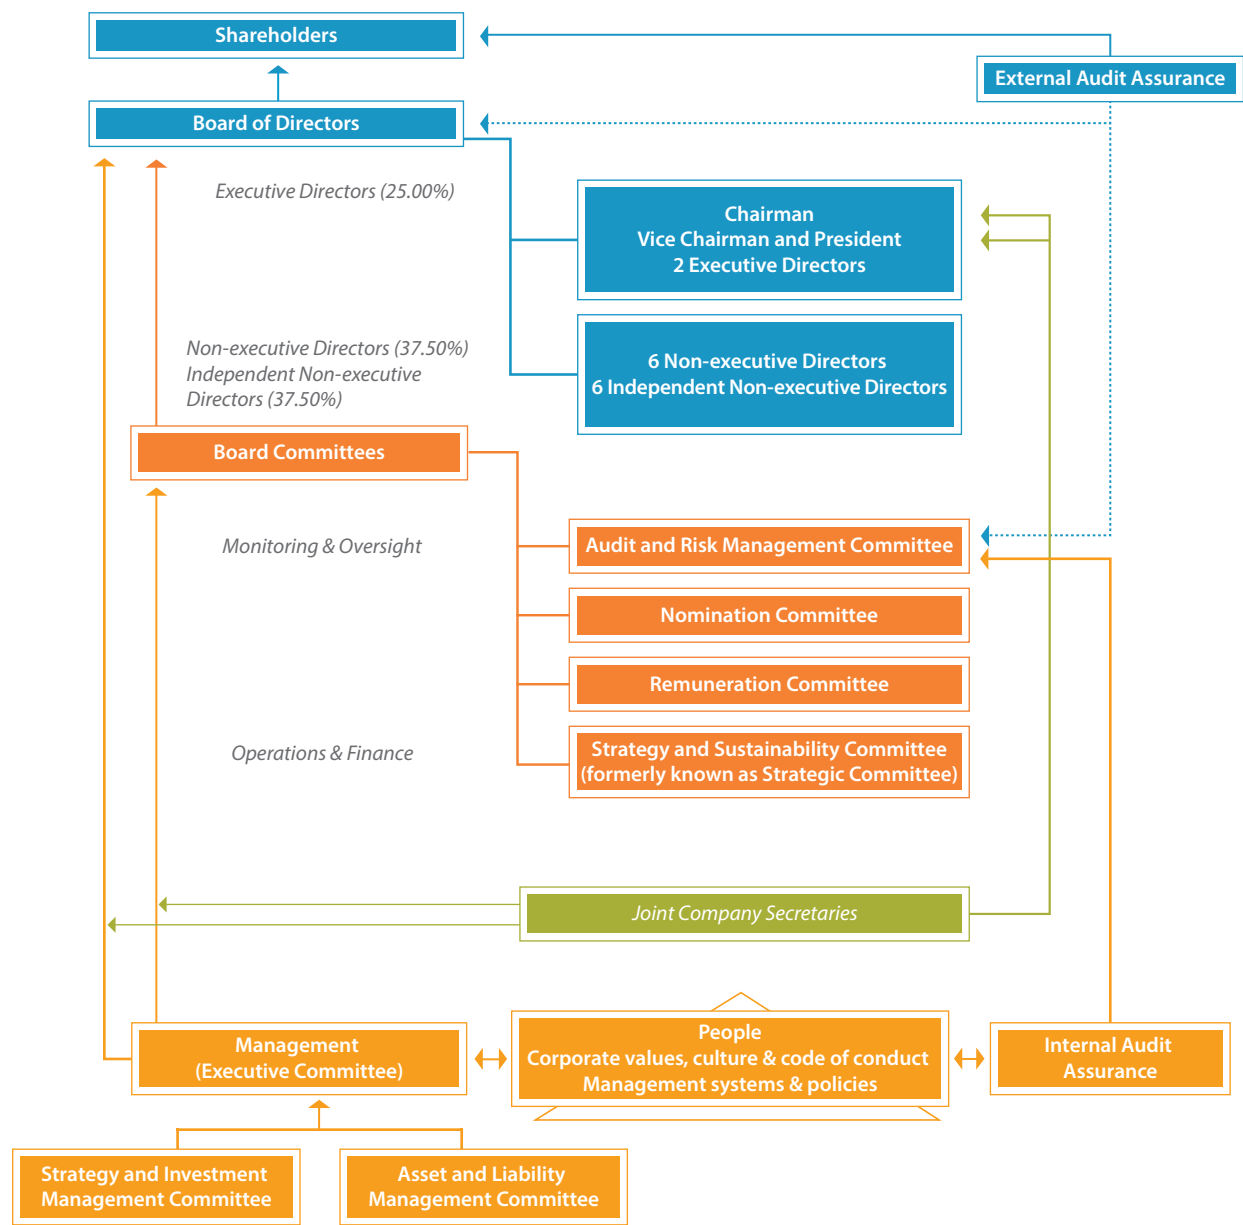 Shareholders
External Audit Assurance
Board of Directors
Executive Directors (25.00%)
Chairman
Vice Chairman and President
2 Executive Directors
Non-executive Directors (37.50%)
Independent Non-executive
Directors (37.50%)
6 Non-executive Directors
6 Independent Non-executive Directors
Board Committees
Monitoring & Oversight
Audit and Risk Management Committee
Nomination Committee
Remuneration Committee
Operations & Finance
Strategy and Sustainability Committee
(formerly known as Strategic Committee)
Joint Company Secretaries
Management
(Executive Committee)
People
Corporate values, culture & code of conduct
Management systems & policies
Internal Audit
Assurance
Strategy and Investment
Management Committee
Asset and Liability
Management Committee